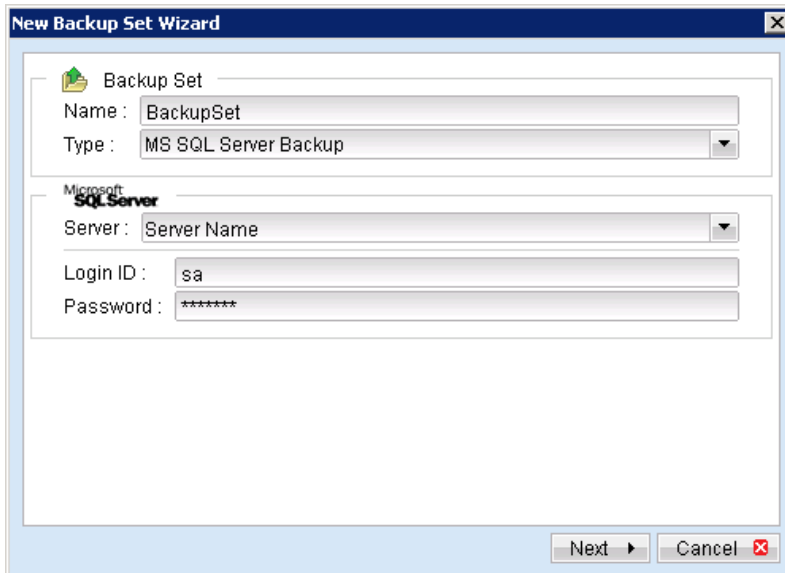 New Backup Set Wizard
Backup Set
Name : BackupSet
Type : MS SQL Server Backup
Microsoft
SQL Server
Server : Server Name
Login ID : sa
Password : *******
Next Cancel